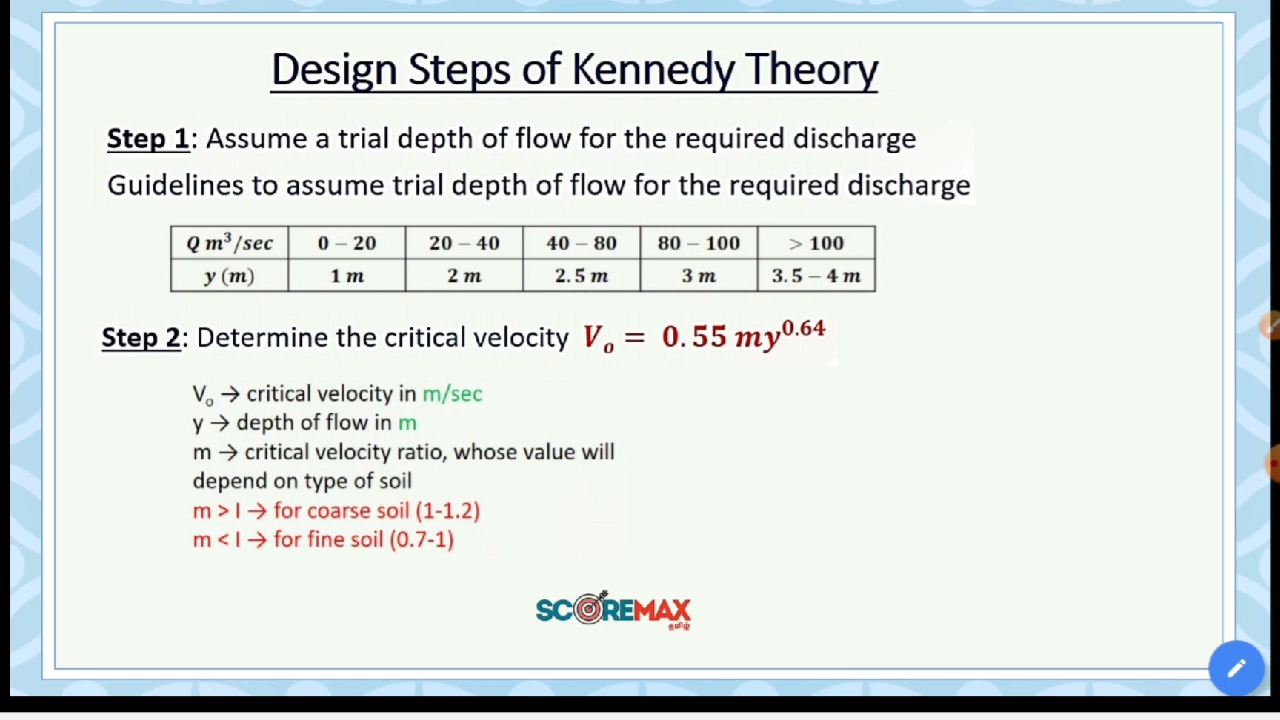 Design Steps of Kennedy Theory
Step 1: Assume a trial depth of flow for the required discharge
Guidelines to assume trial depth of flow for the required discharge
Q m³/sec 0 – 20 20 – 40 40 – 80 80 – 100 > 100
y (m) 1 m 2 m 2.5 m 3 m 3.5 – 4 m
Step 2: Determine the critical velocity Vₒ = 0.55 my^0.64
Vₒ → critical velocity in m/sec
y → depth of flow in m
m → critical velocity ratio, whose value will
depend on type of soil
m > I → for coarse soil (1-1.2)
m < I → for fine soil (0.7-1)
SCOREMAX
தமிழ்